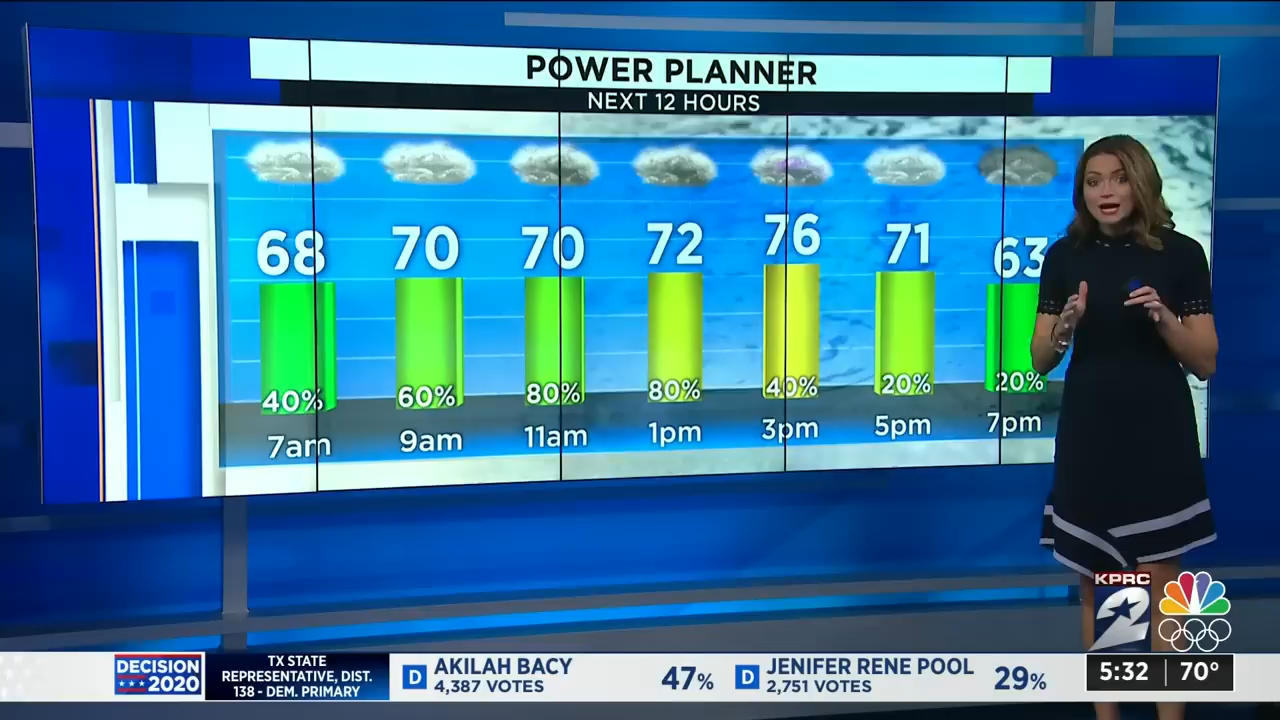 POWER PLANNER
NEXT 12 HOURS
68 70 70 72 76 71 63
40% 60% 80% 80% 40% 20% 20%
7am 9am 11am 1pm 3pm 5pm 7pm
KPRC
2
DECISION
2020
TX STATE
REPRESENTATIVE, DIST.
138 - DEM. PRIMARY
D AKILAH BACY
4,387 VOTES
47%
D JENIFER RENE POOL
2,751 VOTES
29%
5:32 70°